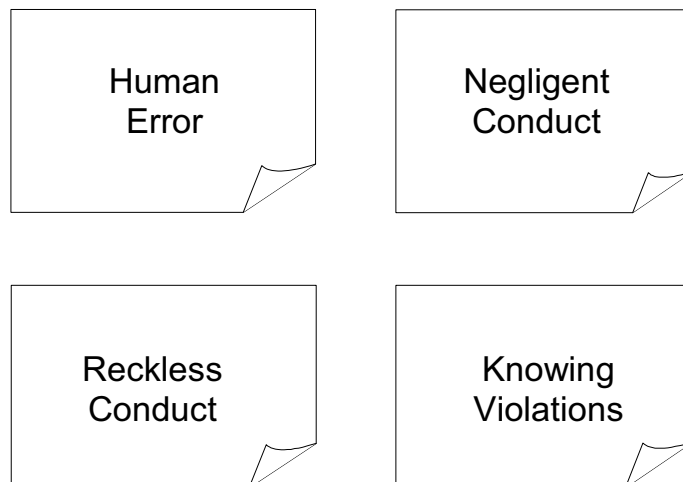 Human
Error
Negligent
Conduct
Reckless
Conduct
Knowing
Violations